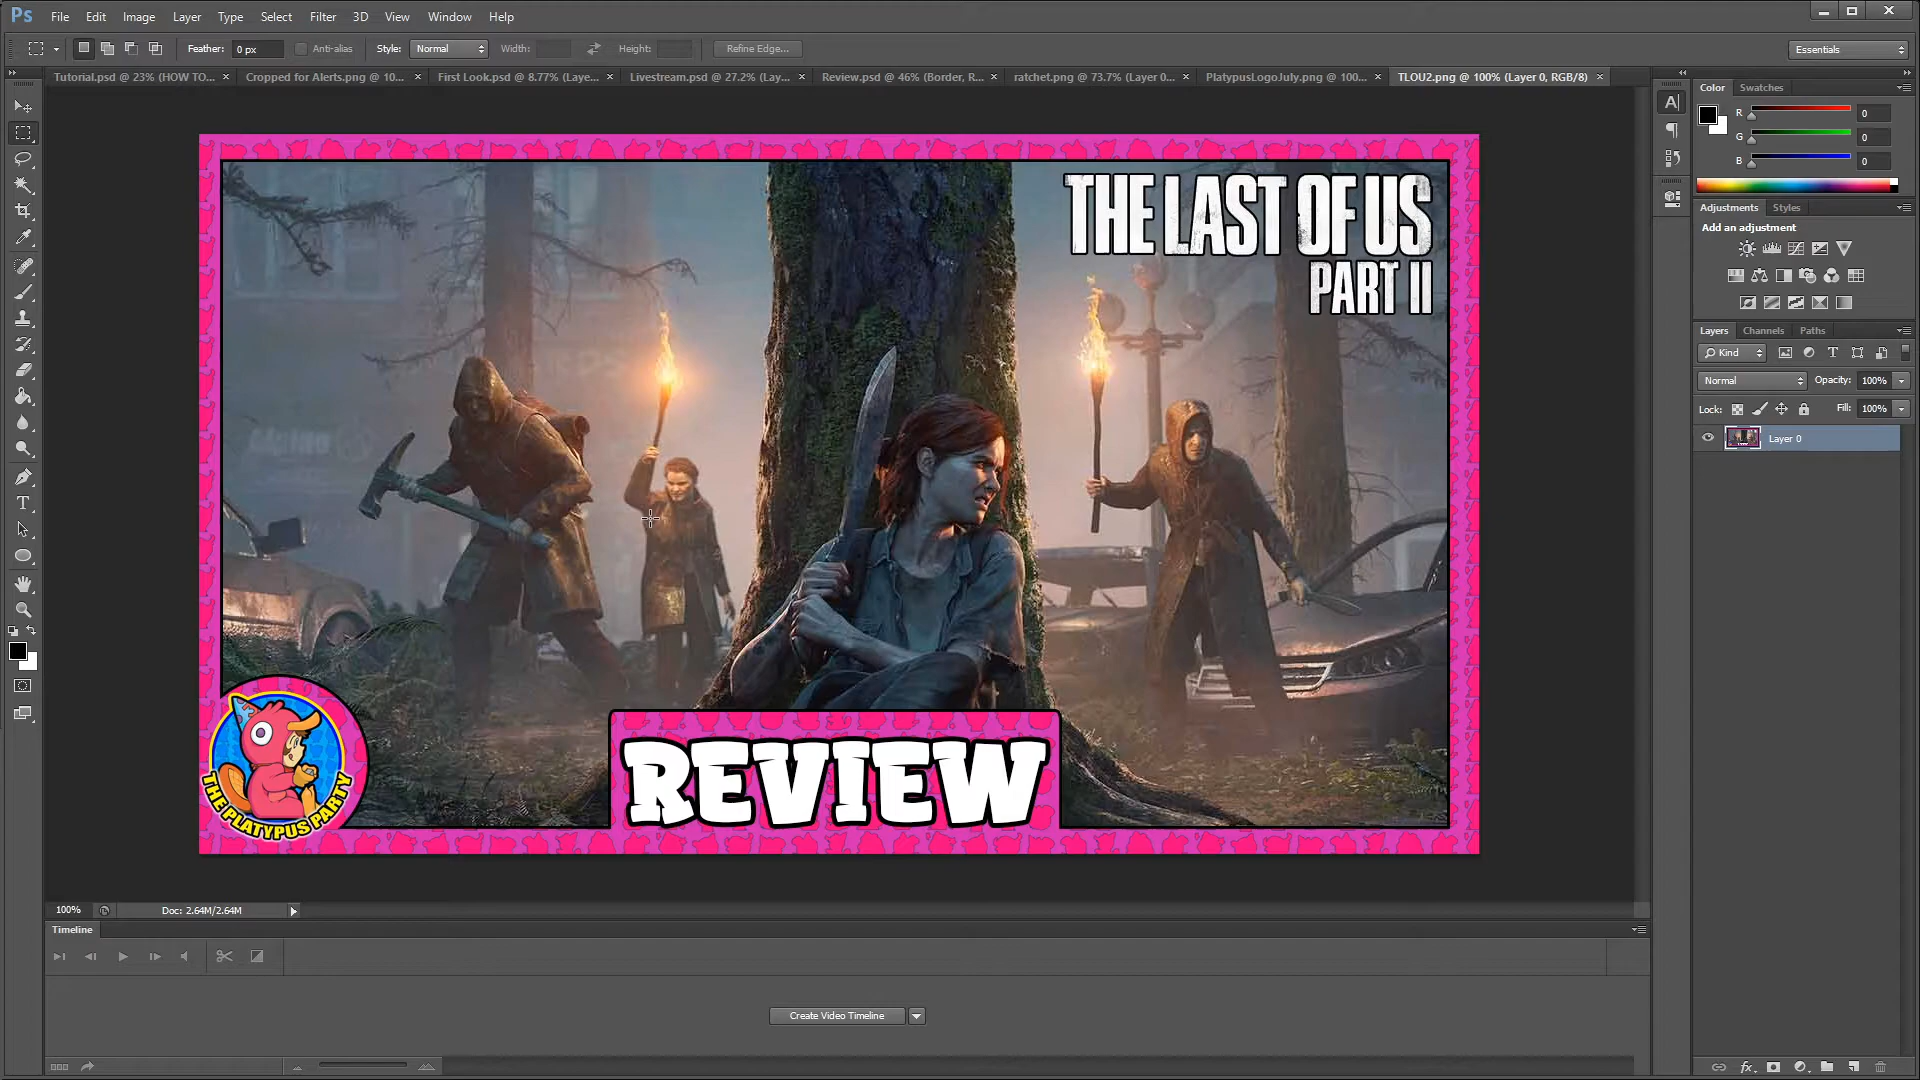 Ps File Edit Image Layer Type Select Filter 3D View Window Help
Feather: 0 px Anti-alias Style: Normal Width: Height: Refine Edge... Essentials
Tutorial.psd @ 23% (HOW TO... × Cropped for Alerts.png @ 10... × First Look.psd @ 8.77% (Laye... × Livestream.psd @ 27.2% (Lay... × Review.psd @ 46% (Border, R... × ratchet.png @ 73.7% (Layer 0... × PlatypusLogoJuly.png @ 100... × TLOU2.png @ 100% (Layer 0, RGB/8) ×
Color Swatches
R 0
G 0
B 0
Adjustments Styles
Add an adjustment
Layers Channels Paths
Kind
Normal Opacity: 100%
Lock: Fill: 100%
Layer 0
THE LAST OF US
PART II
REVIEW
THE PLATYPUS PARTY
100% Doc: 2.64M/2.64M
Timeline
Create Video Timeline
fx